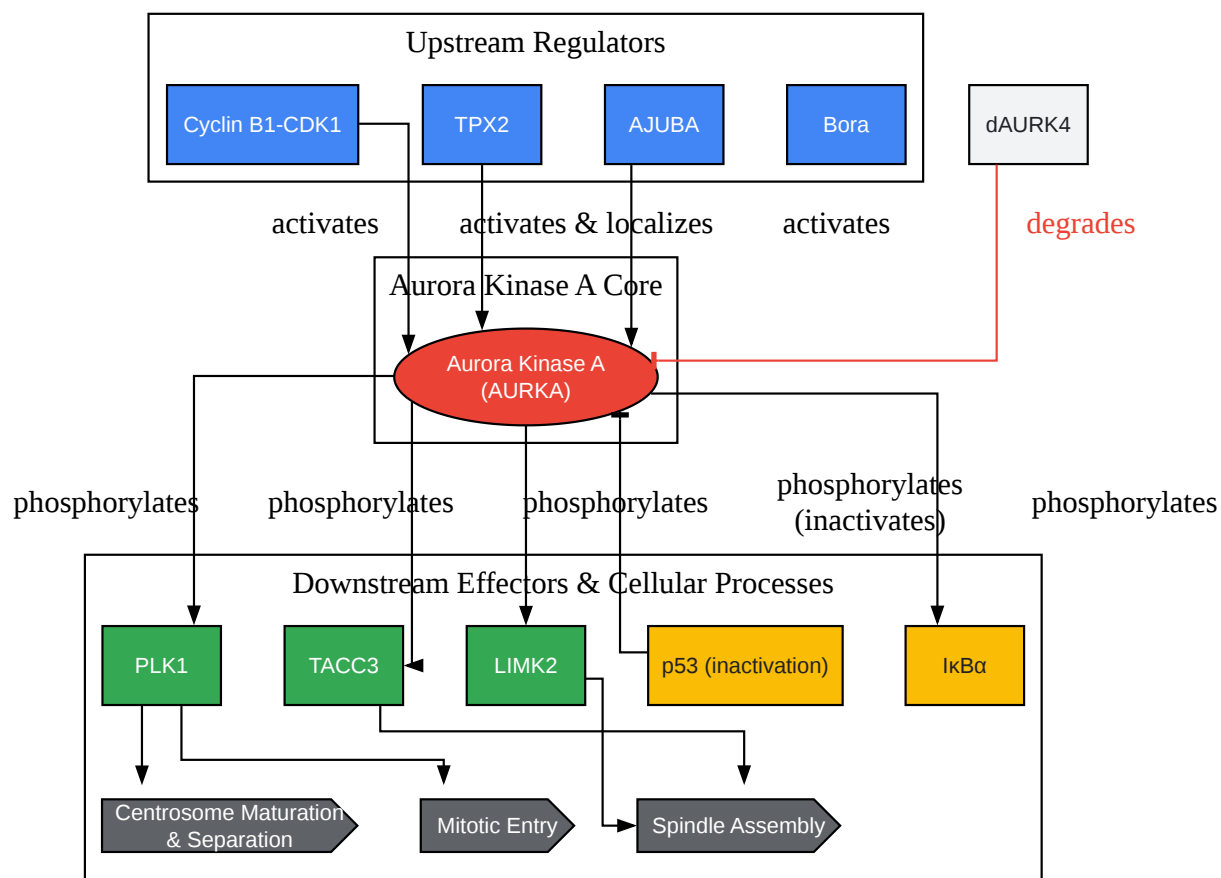 Upstream Regulators
Cyclin B1-CDK1
TPX2
AJUBA
Bora
dAURK4
activates
activates & localizes
activates
degrades
Aurora Kinase A Core
Aurora Kinase A
(AURKA)
phosphorylates
phosphorylates
phosphorylates
phosphorylates
(inactivates)
phosphorylates
Downstream Effectors & Cellular Processes
PLK1
TACC3
LIMK2
p53 (inactivation)
IκBα
Centrosome Maturation
& Separation
Mitotic Entry
Spindle Assembly